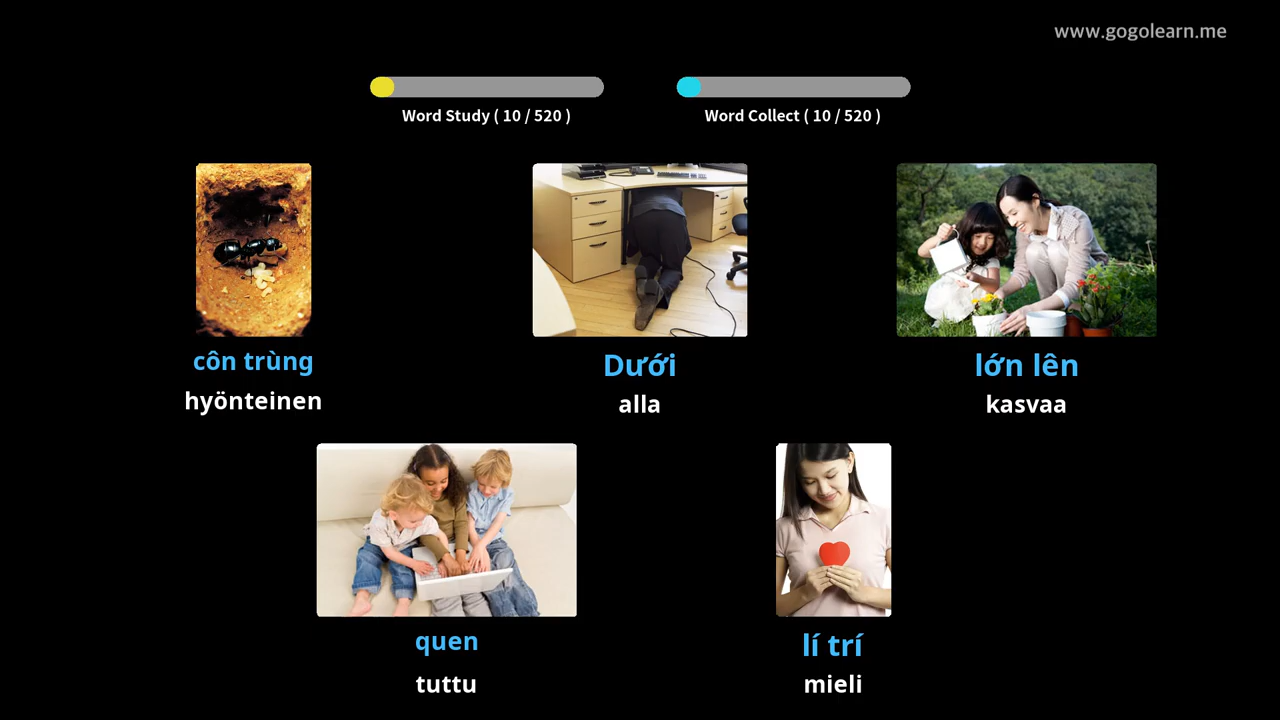 www.gogolearn.me
Word Study ( 10 / 520 )
Word Collect ( 10 / 520 )
côn trùng
hyönteinen
Dưới
alla
lớn lên
kasvaa
quen
tuttu
lí trí
mieli